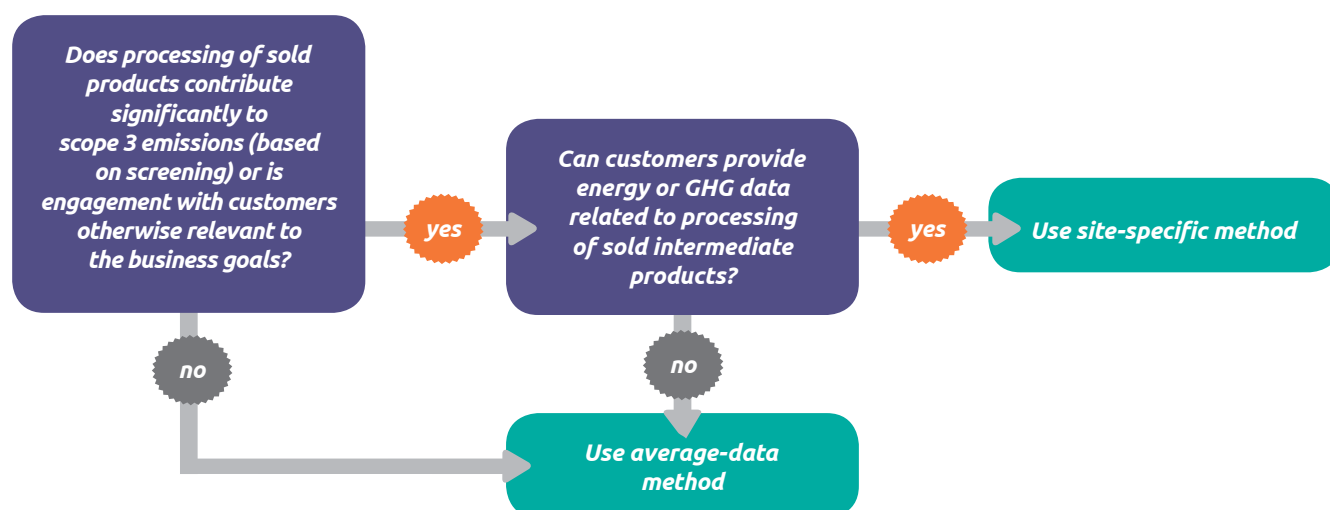 Does processing of sold
products contribute
significantly to
scope 3 emissions (based
on screening) or is
engagement with customers
otherwise relevant to
the business goals?
yes
Can customers provide
energy or GHG data
related to processing
of sold intermediate
products?
yes
Use site-specific method
no
no
Use average-data
method